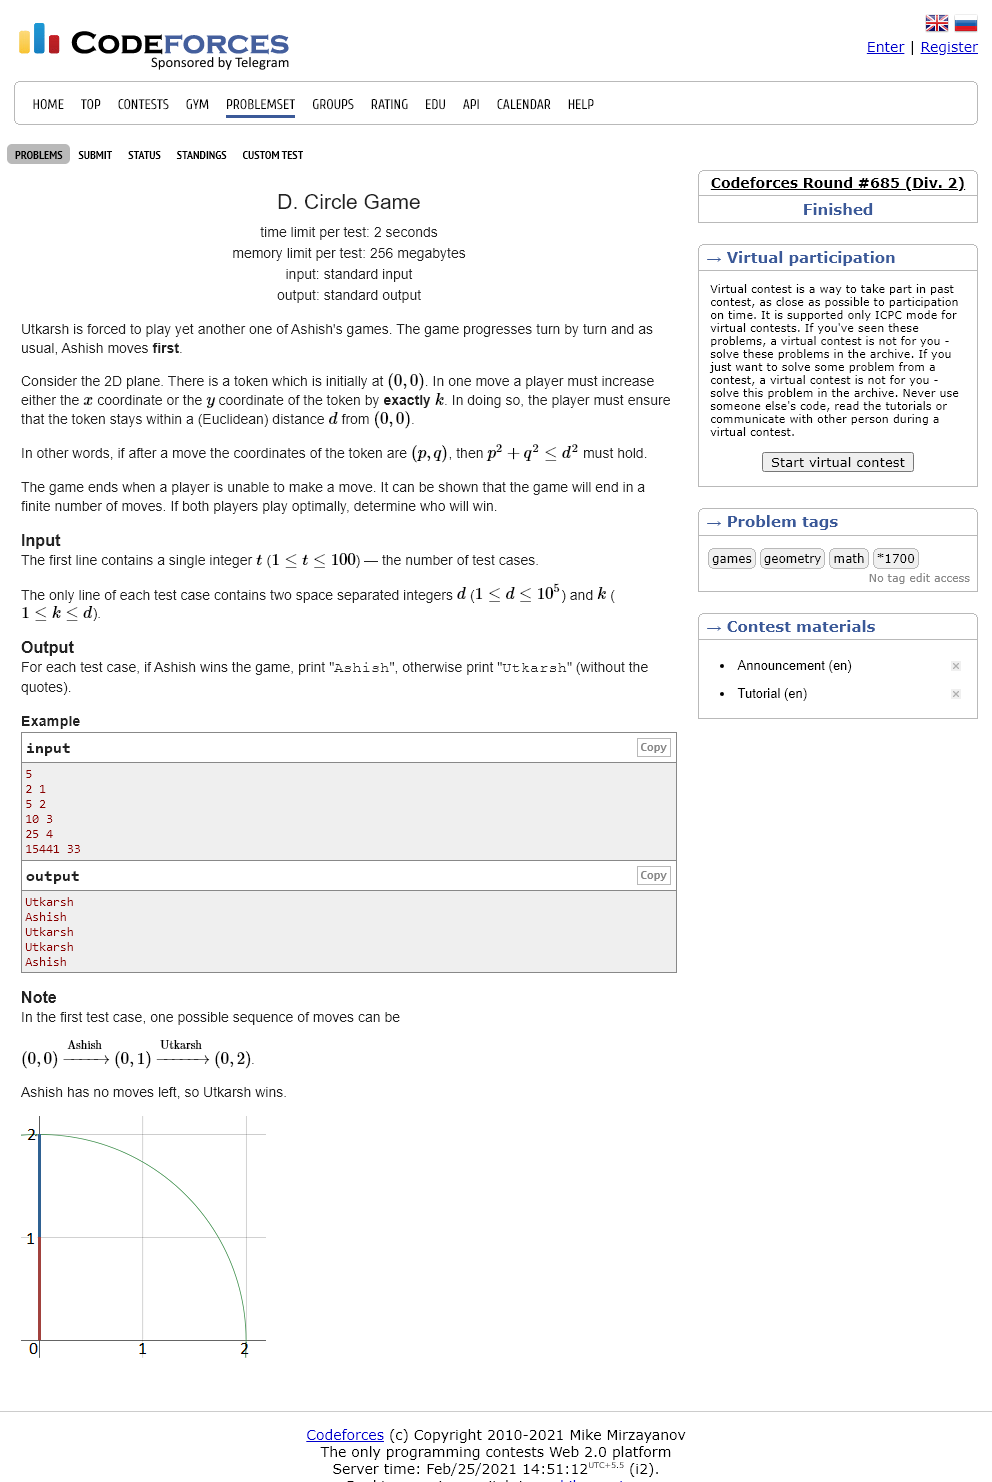 CODEFORCES
Sponsored by Telegram
Enter | Register
HOME TOP CONTESTS GYM PROBLEMSET GROUPS RATING EDU API CALENDAR HELP
PROBLEMS SUBMIT STATUS STANDINGS CUSTOM TEST
D. Circle Game
time limit per test: 2 seconds
memory limit per test: 256 megabytes
input: standard input
output: standard output
Utkarsh is forced to play yet another one of Ashish's games. The game progresses turn by turn and as
usual, Ashish moves first.
Consider the 2D plane. There is a token which is initially at (0, 0). In one move a player must increase
either the x coordinate or the y coordinate of the token by exactly k. In doing so, the player must ensure
that the token stays within a (Euclidean) distance d from (0, 0).
In other words, if after a move the coordinates of the token are (p, q), then p² + q² ≤ d² must hold.
The game ends when a player is unable to make a move. It can be shown that the game will end in a
finite number of moves. If both players play optimally, determine who will win.
Input
The first line contains a single integer t (1 ≤ t ≤ 100) — the number of test cases.
The only line of each test case contains two space separated integers d (1 ≤ d ≤ 10⁵) and k (
1 ≤ k ≤ d).
Output
For each test case, if Ashish wins the game, print "Ashish", otherwise print "Utkarsh" (without the
quotes).
Example
input Copy
5
2 1
5 2
10 3
25 4
15441 33
output Copy
Utkarsh
Ashish
Utkarsh
Utkarsh
Ashish
Note
In the first test case, one possible sequence of moves can be
Ashish Utkarsh
(0, 0) → (0, 1) → (0, 2).
Ashish has no moves left, so Utkarsh wins.
2
1
0 1 2
Codeforces Round #685 (Div. 2)
Finished
→ Virtual participation
Virtual contest is a way to take part in past
contest, as close as possible to participation
on time. It is supported only ICPC mode for
virtual contests. If you've seen these
problems, a virtual contest is not for you -
solve these problems in the archive. If you
just want to solve some problem from a
contest, a virtual contest is not for you -
solve this problem in the archive. Never use
someone else's code, read the tutorials or
communicate with other person during a
virtual contest.
Start virtual contest
→ Problem tags
games geometry math *1700
No tag edit access
→ Contest materials
• Announcement (en) ×
• Tutorial (en) ×
Codeforces (c) Copyright 2010-2021 Mike Mirzayanov
The only programming contests Web 2.0 platform
Server time: Feb/25/2021 14:51:12 UTC+5.5 (i2).